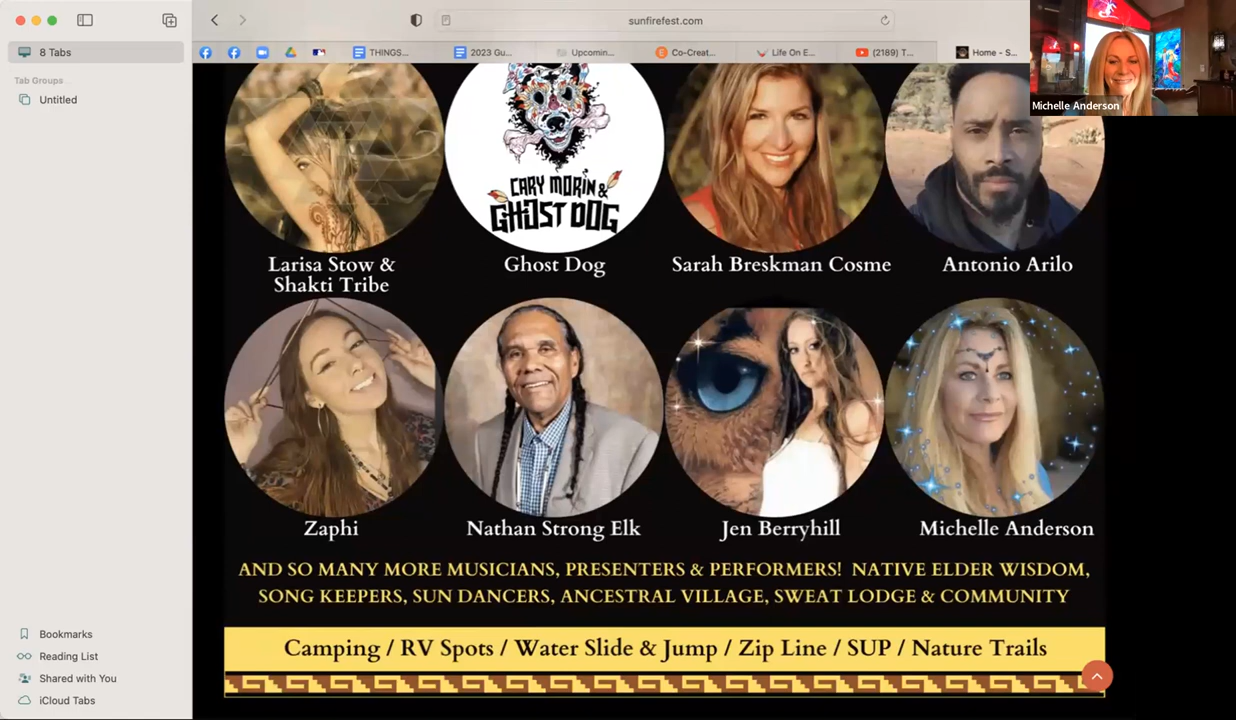 sunfirefest.com
8 Tabs
THINGS...
2023 Gu...
Upcomin...
Co-Creat...
Life On E...
(2189) T...
Home - S...
Tab Groups
Untitled
Michelle Anderson
CARY MORIN &
GHOST DOG
Larisa Stow &
Shakti Tribe
Ghost Dog
Sarah Breskman Cosme
Antonio Arilo
Zaphi
Nathan Strong Elk
Jen Berryhill
Michelle Anderson
AND SO MANY MORE MUSICIANS, PRESENTERS & PERFORMERS! NATIVE ELDER WISDOM,
SONG KEEPERS, SUN DANCERS, ANCESTRAL VILLAGE, SWEAT LODGE & COMMUNITY
Camping / RV Spots / Water Slide & Jump / Zip Line / SUP / Nature Trails
Bookmarks
Reading List
Shared with You
iCloud Tabs